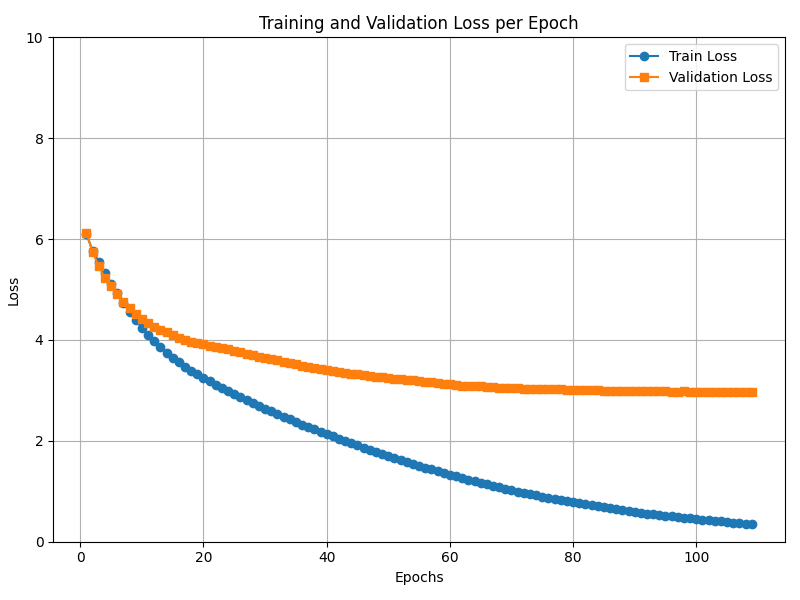 Training and Validation Loss per Epoch
Train Loss
Validation Loss
10
8
6
4
2
0
Loss
0 20 40 60 80 100
Epochs